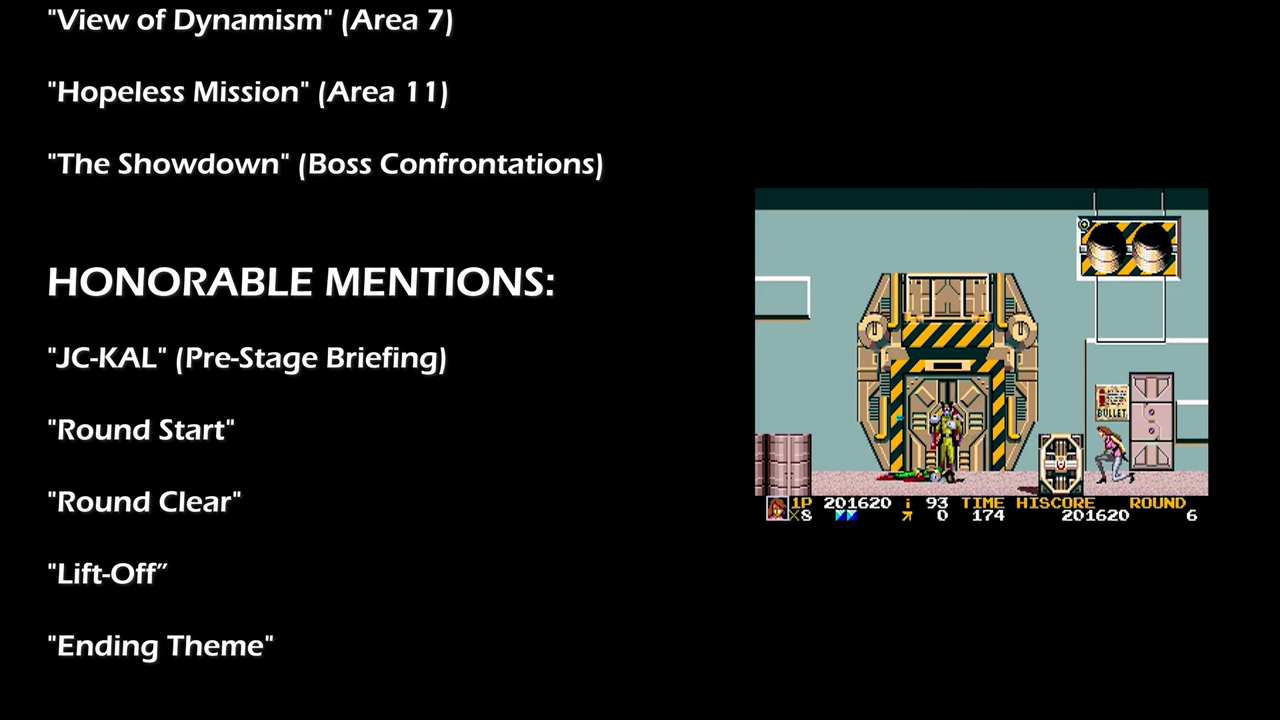 "View of Dynamism" (Area 7)
"Hopeless Mission" (Area 11)
"The Showdown" (Boss Confrontations)
HONORABLE MENTIONS:
"JC-KAL" (Pre-Stage Briefing)
"Round Start"
"Round Clear"
"Lift-Off”
"Ending Theme"
BULLET
1P 201620 93 TIME HISCORE ROUND
×8 0 174 201620 6